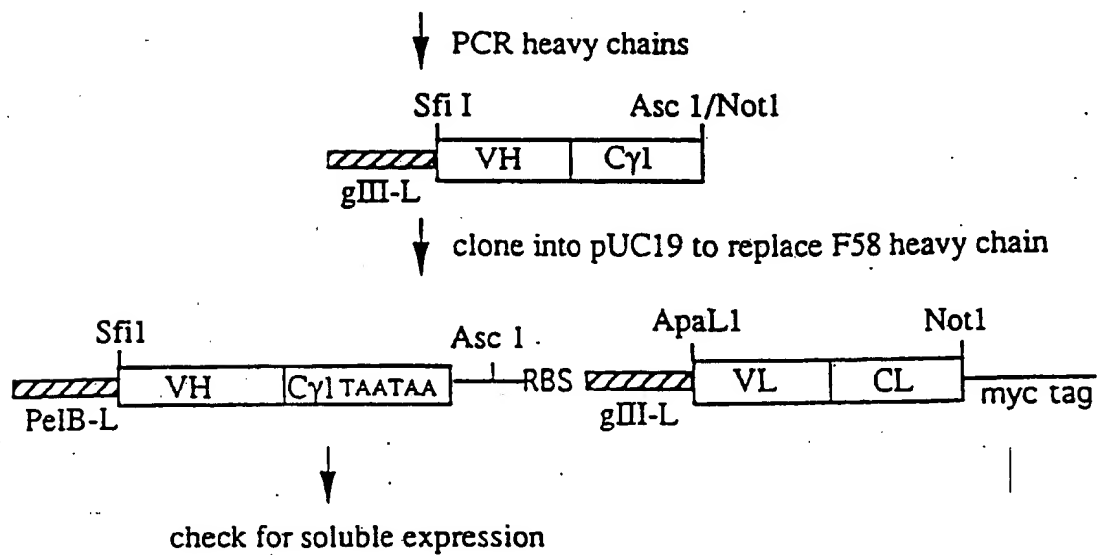 PCR heavy chains
Sfi I Asc 1/Not1
VH Cγ1
gIII-L
clone into pUC19 to replace F58 heavy chain
Sfi1 Asc 1 ApaL1 Not1
VH Cγ1 TAATAA RBS VL CL
PelB-L gIII-L myc tag
check for soluble expression